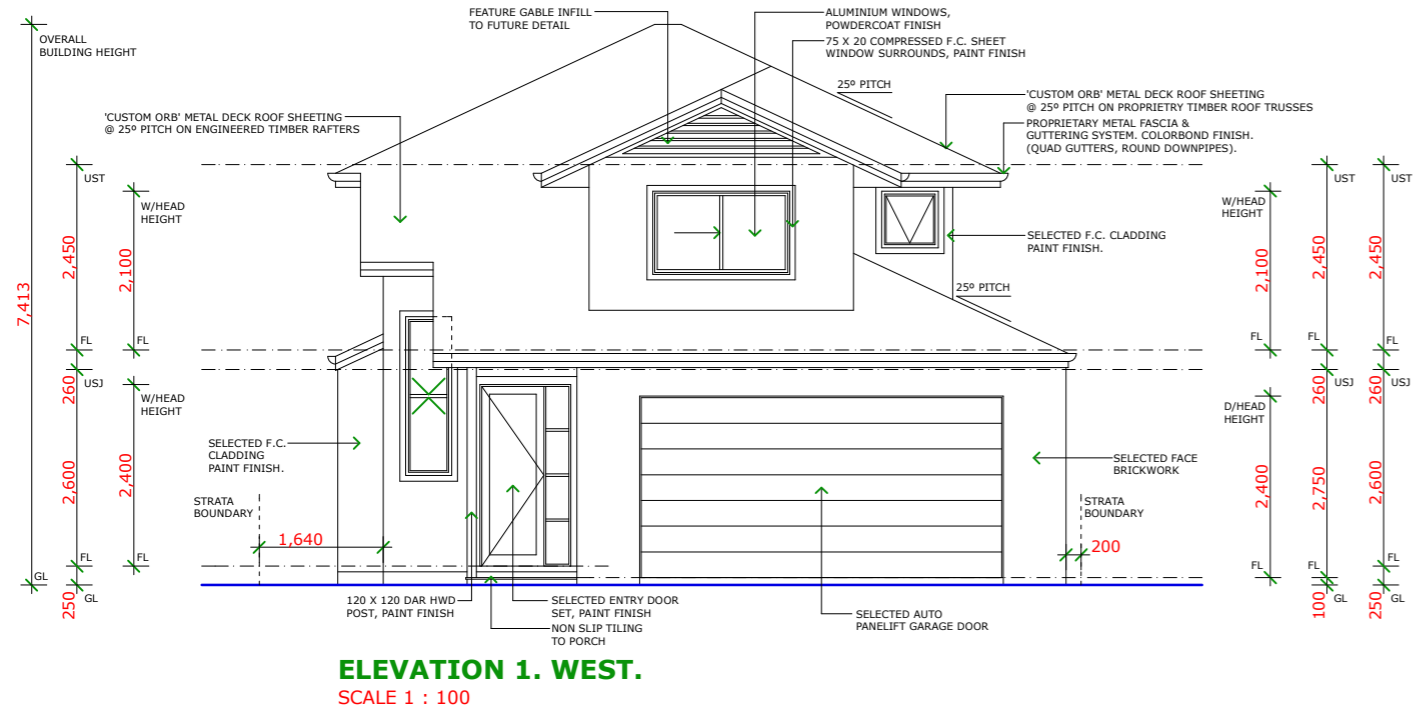 FEATURE GABLE INFILL
TO FUTURE DETAIL
ALUMINIUM WINDOWS,
POWDERCOAT FINISH
75 X 20 COMPRESSED F.C. SHEET
WINDOW SURROUNDS, PAINT FINISH
OVERALL
BUILDING HEIGHT
25º PITCH
'CUSTOM ORB' METAL DECK ROOF SHEETING
@ 25º PITCH ON PROPRIETRY TIMBER ROOF TRUSSES
'CUSTOM ORB' METAL DECK ROOF SHEETING
@ 25º PITCH ON ENGINEERED TIMBER RAFTERS
PROPRIETARY METAL FASCIA &
GUTTERING SYSTEM. COLORBOND FINISH.
(QUAD GUTTERS, ROUND DOWNPIPES).
UST
W/HEAD
HEIGHT
2,450
2,100
7,413
FL
FL
260
USJ
W/HEAD
HEIGHT
2,600
2,400
FL
FL
GL
250
GL
UST
UST
W/HEAD
HEIGHT
2,100
2,450
2,450
SELECTED F.C. CLADDING
PAINT FINISH.
25º PITCH
FL
FL
FL
260
USJ
260
USJ
D/HEAD
HEIGHT
2,400
2,750
2,600
FL
FL
FL
100
GL
250
GL
SELECTED F.C.
CLADDING
PAINT FINISH.
SELECTED FACE
BRICKWORK
STRATA
BOUNDARY
STRATA
BOUNDARY
1,640
200
120 X 120 DAR HWD
POST, PAINT FINISH
SELECTED ENTRY DOOR
SET, PAINT FINISH
NON SLIP TILING
TO PORCH
SELECTED AUTO
PANELIFT GARAGE DOOR
ELEVATION 1. WEST.
SCALE 1 : 100